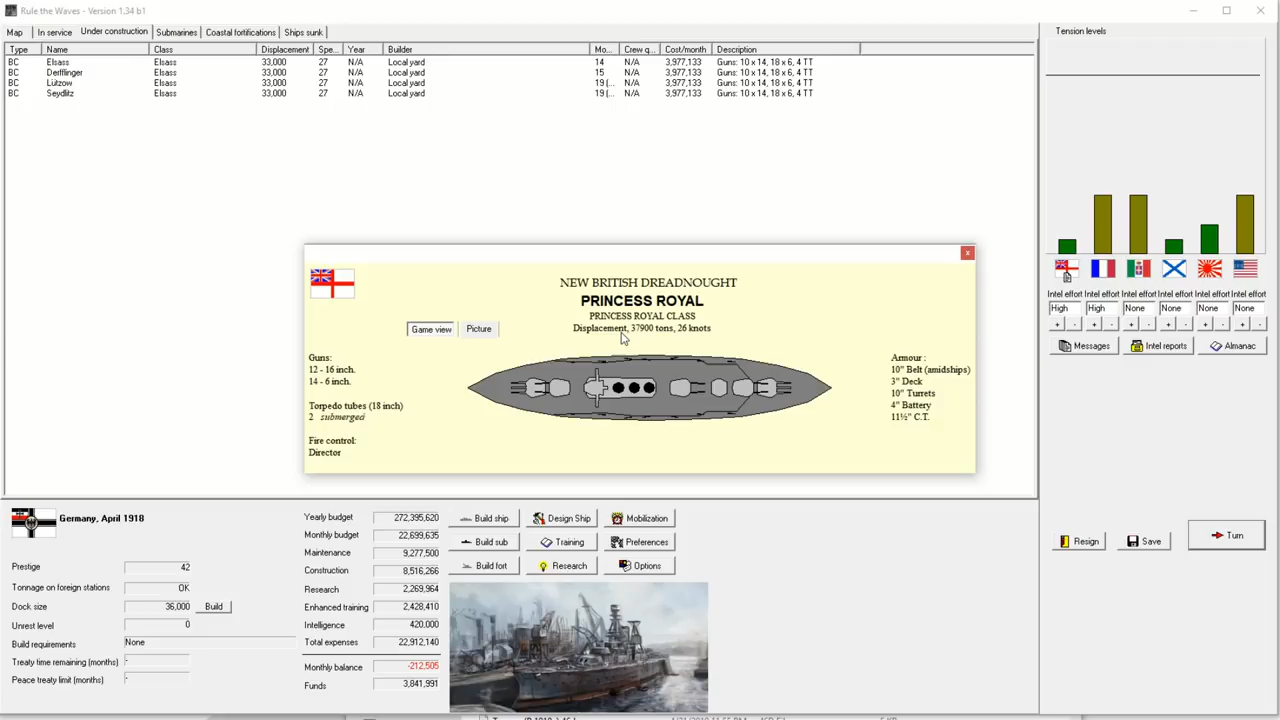 Rule the Waves - Version 1,34 b1
Map In service Under construction Submarines Coastal fortifications Ships sunk
Type Name Class Displacement Spe... Year Builder Mo... Crew q... Cost/month Description
BC Elsass Elsass 33,000 27 N/A Local yard 14 N/A 3,977,133 Guns: 10 x 14, 18 x 6, 4 TT
BC Derfflinger Elsass 33,000 27 N/A Local yard 15 N/A 3,977,133 Guns: 10 x 14, 18 x 6, 4 TT
BC Lützow Elsass 33,000 27 N/A Local yard 19 (... N/A 3,977,133 Guns: 10 x 14, 18 x 6, 4 TT
BC Seydlitz Elsass 33,000 27 N/A Local yard 19 (... N/A 3,977,133 Guns: 10 x 14, 18 x 6, 4 TT
Tension levels
Intel effort Intel effort Intel effort Intel effort Intel effort Intel effort
High High None None None None
+ - + - + - + - + - + -
Messages Intel reports Almanac
x
NEW BRITISH DREADNOUGHT
PRINCESS ROYAL
PRINCESS ROYAL CLASS
Displacement, 37900 tons, 26 knots
Game view Picture
Guns:
12 - 16 inch.
14 - 6 inch.
Torpedo tubes (18 inch)
2 submerged
Fire control:
Director
Armour :
10" Belt (amidships)
3" Deck
10" Turrets
4" Battery
11½" C.T.
Germany, April 1918
Prestige 42
Tonnage on foreign stations OK
Dock size 36,000 Build
Unrest level 0
Build requirements None
Treaty time remaining (months) -
Peace treaty limit (months) -
Yearly budget 272,395,620
Monthly budget 22,699,635
Maintenance 9,277,500
Construction 8,516,266
Research 2,269,964
Enhanced training 2,428,410
Intelligence 420,000
Total expenses 22,912,140
Monthly balance -212,505
Funds 3,841,991
Build ship Design Ship Mobilization
Build sub Training Preferences
Build fort Research Options
Resign Save Turn